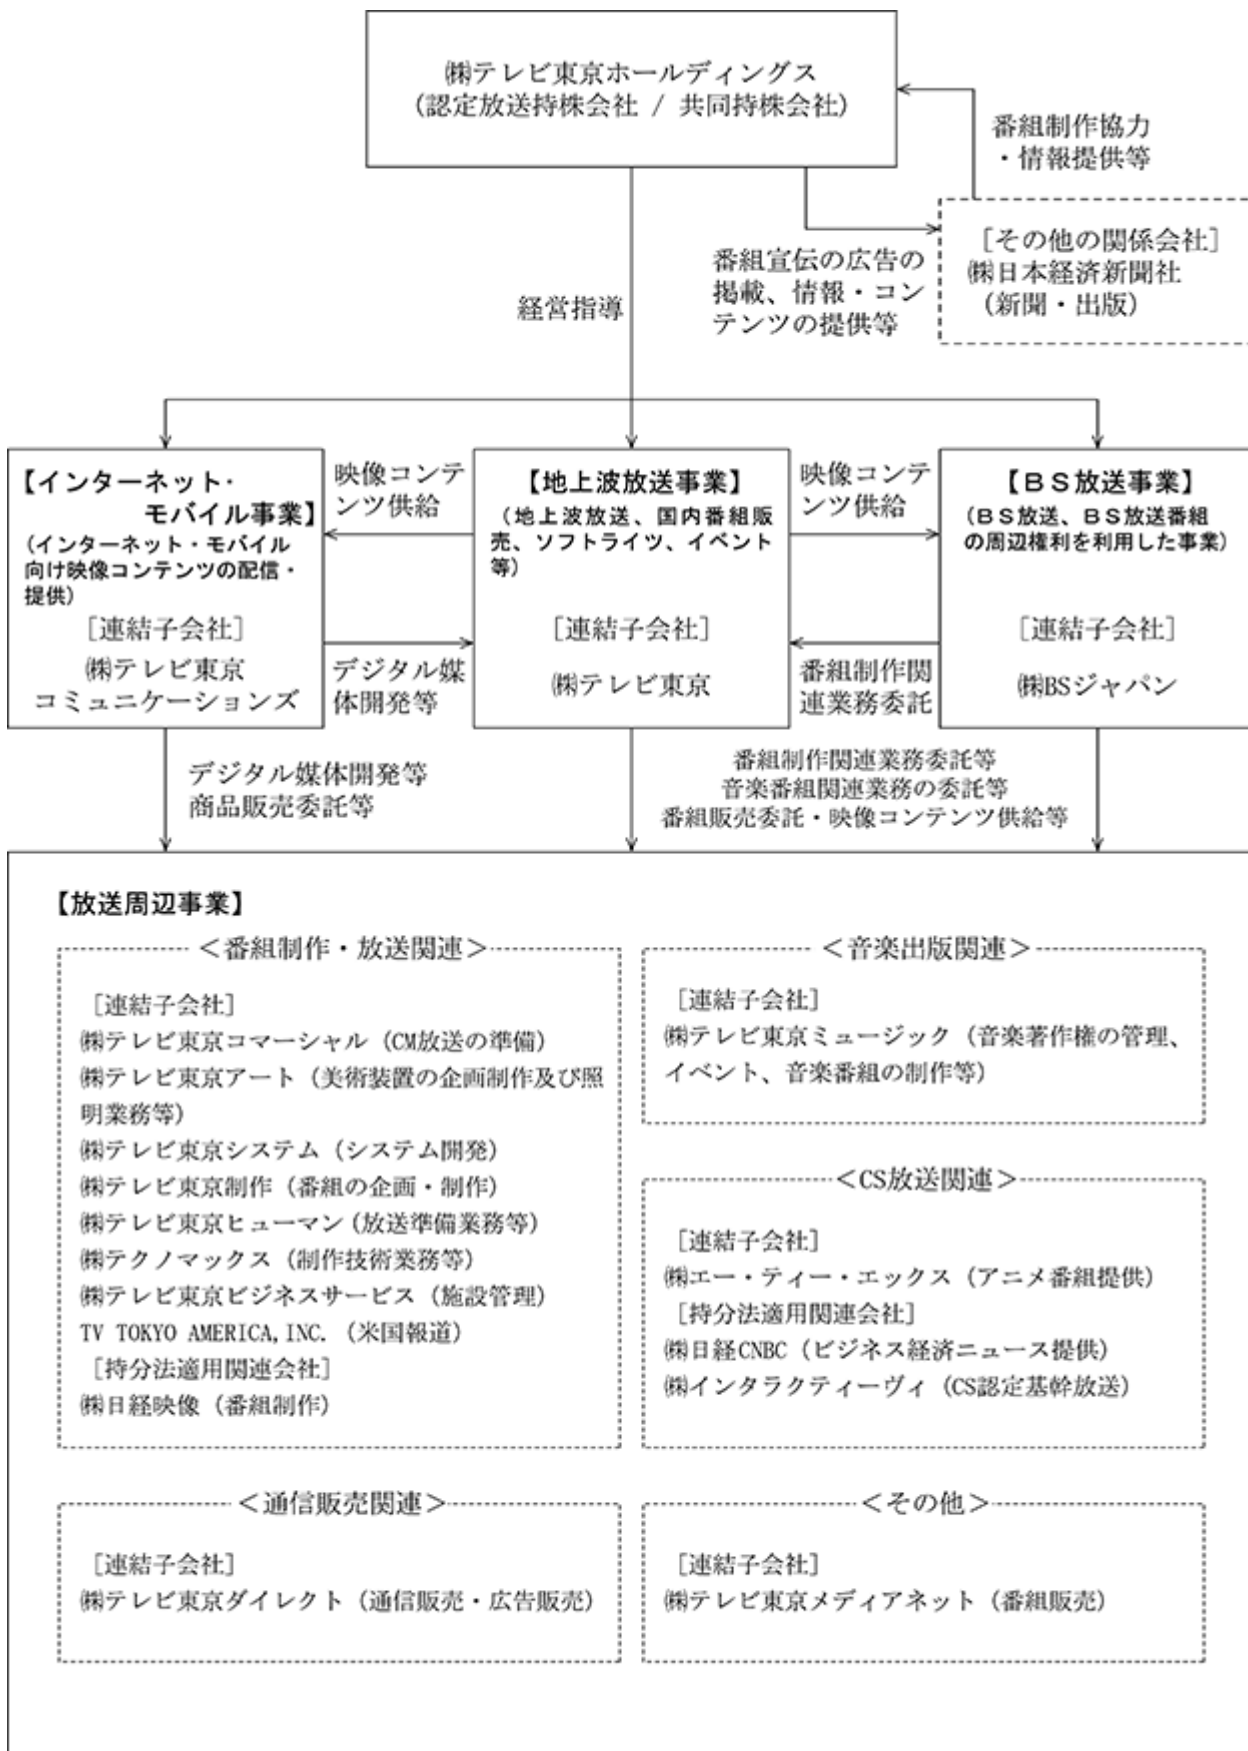 ㈱テレビ東京ホールディングス
(認定放送持株会社 / 共同持株会社)
番組制作協力
・情報提供等
[その他の関係会社]
㈱日本経済新聞社
(新聞・出版)
番組宣伝の広告の
掲載、情報・コン
テンツの提供等
経営指導
【インターネット・
モバイル事業】
(インターネット・モバイル
向け映像コンテンツの配信・
提供)
[連結子会社]
㈱テレビ東京
コミュニケーションズ
映像コンテ
ンツ供給
デジタル媒
体開発等
【地上波放送事業】
(地上波放送、国内番組販
売、ソフトライツ、イベント
等)
[連結子会社]
㈱テレビ東京
映像コンテ
ンツ供給
番組制作関
連業務委託
【ＢＳ放送事業】
(ＢＳ放送、ＢＳ放送番組
の周辺権利を利用した事業)
[連結子会社]
㈱BSジャパン
デジタル媒体開発等
商品販売委託等
番組制作関連業務委託等
音楽番組関連業務の委託等
番組販売委託・映像コンテンツ供給等
【放送周辺事業】
＜番組制作・放送関連＞
[連結子会社]
㈱テレビ東京コマーシャル (CM放送の準備)
㈱テレビ東京アート (美術装置の企画制作及び照
明業務等)
㈱テレビ東京システム (システム開発)
㈱テレビ東京制作 (番組の企画・制作)
㈱テレビ東京ヒューマン (放送準備業務等)
㈱テクノマックス (制作技術業務等)
㈱テレビ東京ビジネスサービス (施設管理)
TV TOKYO AMERICA,INC. (米国報道)
[持分法適用関連会社]
㈱日経映像 (番組制作)
＜音楽出版関連＞
[連結子会社]
㈱テレビ東京ミュージック (音楽著作権の管理、
イベント、音楽番組の制作等)
＜CS放送関連＞
[連結子会社]
㈱エー・ティー・エックス (アニメ番組提供)
[持分法適用関連会社]
㈱日経CNBC (ビジネス経済ニュース提供)
㈱インタラクティーヴィ (CS認定基幹放送)
＜通信販売関連＞
[連結子会社]
㈱テレビ東京ダイレクト (通信販売・広告販売)
＜その他＞
[連結子会社]
㈱テレビ東京メディアネット (番組販売)